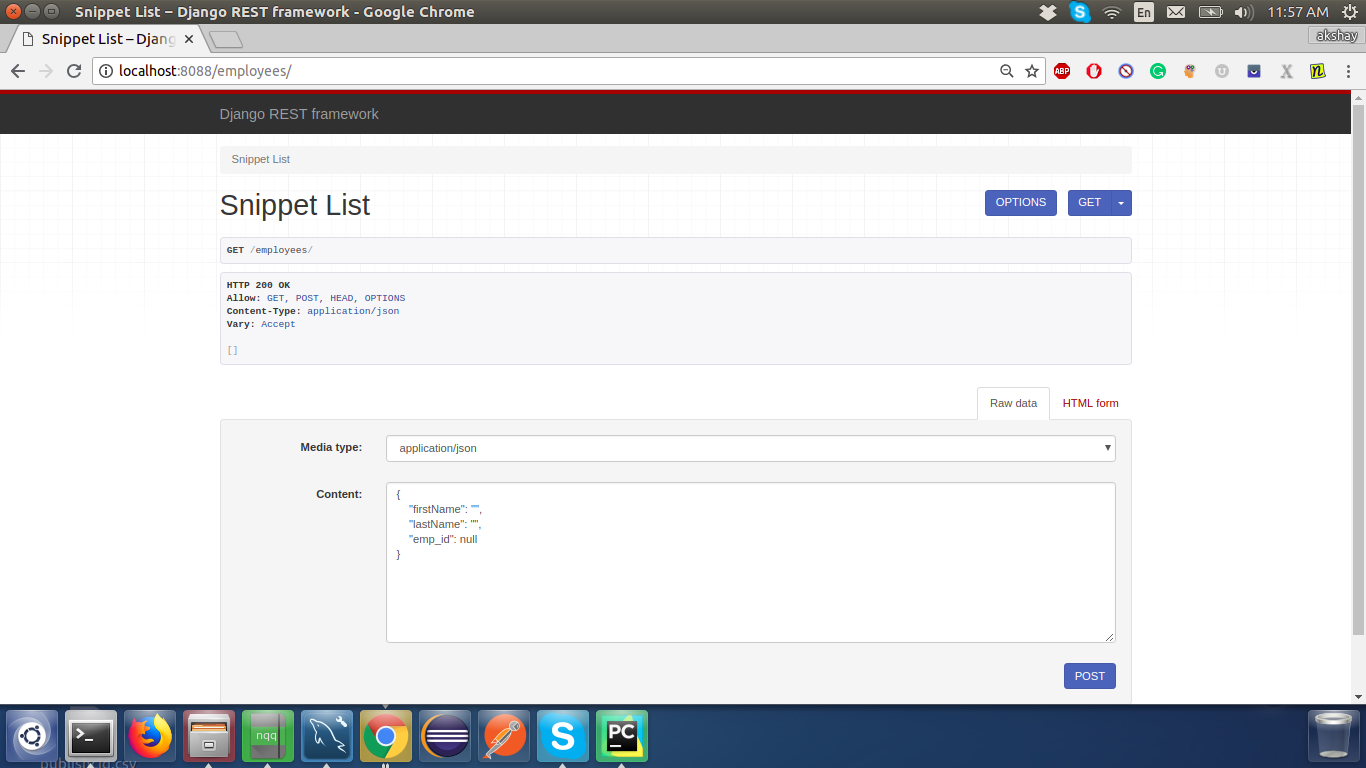 Snippet List – Django REST framework - Google Chrome
En
11:57 AM
Snippet List – Djang
akshay
localhost:8088/employees/
ABP
Django REST framework
Snippet List
Snippet List
OPTIONS
GET
GET /employees/
HTTP 200 OK
Allow: GET, POST, HEAD, OPTIONS
Content-Type: application/json
Vary: Accept
[]
Raw data
HTML form
Media type:
application/json
Content:
{
"firstName": "",
"lastName": "",
"emp_id": null
}
POST
nqq
PC